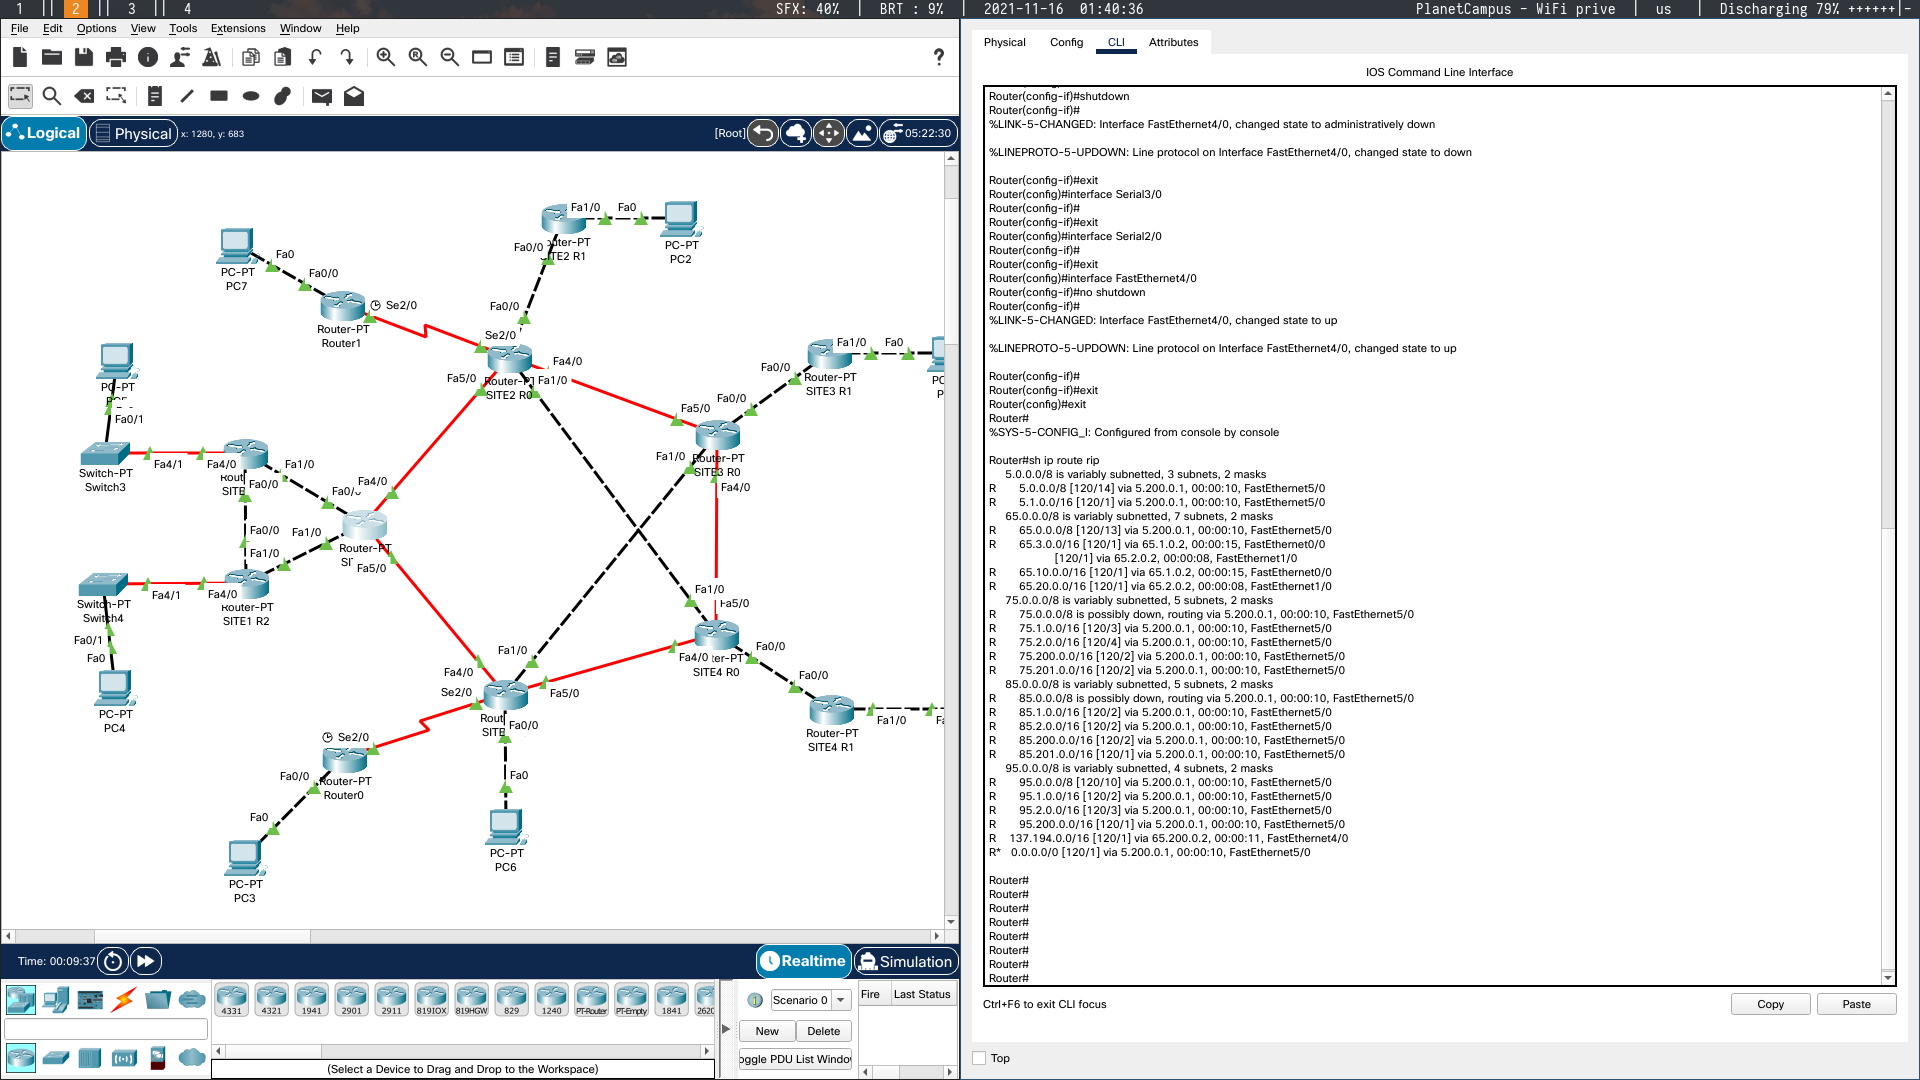 1 || 2 || 3 || 4
SFX: 40% | BRT : 9% | 2021-11-16 01:40:36
PlanetCampus - WiFi prive | us | Discharging 79% ++++++|-
File Edit Options View Tools Extensions Window Help
Logical Physical x: 1280, y: 683 [Root] 05:22:30
Fa1/0 Fa0
Router-PT
SITE2 R1
PC-PT
PC2
Fa0/0
PC-PT
PC7
Fa0
Fa0/0
Se2/0
Router-PT
Router1
Fa0/0
Se2/0
Fa4/0
Fa5/0
Fa1/0
Router-PT
SITE2 R0
Fa1/0 Fa0
Fa0/0
Router-PT
SITE3 R1
Fa5/0
Fa0/0
Fa1/0
Router-PT
SITE3 R0
Fa4/0
PC-PT
Fa0/1
Fa4/1
Switch-PT
Switch3
Fa4/0
Fa1/0
Fa0/0
Fa0/0
Fa4/0
Fa1/0
Router-PT
Fa5/0
Fa0/0
Fa1/0
Fa4/1
Switch-PT
Switch4
Fa4/0
Router-PT
SITE1 R2
Fa0/1
Fa0
PC-PT
PC4
Fa1/0
Fa5/0
Fa4/0
SITE4 R0
Fa0/0
Fa0/0
Router-PT
SITE4 R1
Fa1/0
Fa1/0
Fa4/0
Se2/0
Fa5/0
Fa0/0
Se2/0
Fa0/0
Router-PT
Router0
Fa0
PC-PT
PC3
Fa0
PC-PT
PC6
Time: 00:09:37
Realtime Simulation
4331 4321 1941 2901 2911 819IOX 819HGW 829 1240 PT-Router PT-Empty 1841
(Select a Device to Drag and Drop to the Workspace)
Scenario 0
New Delete
Fire Last Status
Physical Config CLI Attributes
IOS Command Line Interface
Router(config-if)#shutdown
Router(config-if)#
%LINK-5-CHANGED: Interface FastEthernet4/0, changed state to administratively down
%LINEPROTO-5-UPDOWN: Line protocol on Interface FastEthernet4/0, changed state to down
Router(config-if)#exit
Router(config)#interface Serial3/0
Router(config-if)#
Router(config-if)#exit
Router(config)#interface Serial2/0
Router(config-if)#
Router(config-if)#exit
Router(config)#interface FastEthernet4/0
Router(config-if)#no shutdown
Router(config-if)#
%LINK-5-CHANGED: Interface FastEthernet4/0, changed state to up
%LINEPROTO-5-UPDOWN: Line protocol on Interface FastEthernet4/0, changed state to up
Router(config-if)#
Router(config-if)#exit
Router(config)#exit
Router#
%SYS-5-CONFIG_I: Configured from console by console
Router#sh ip route rip
5.0.0.0/8 is variably subnetted, 3 subnets, 2 masks
R 5.0.0.0/8 [120/14] via 5.200.0.1, 00:00:10, FastEthernet5/0
R 5.1.0.0/16 [120/1] via 5.200.0.1, 00:00:10, FastEthernet5/0
65.0.0.0/8 is variably subnetted, 7 subnets, 2 masks
R 65.0.0.0/8 [120/13] via 5.200.0.1, 00:00:10, FastEthernet5/0
R 65.3.0.0/16 [120/1] via 65.1.0.2, 00:00:15, FastEthernet0/0
[120/1] via 65.2.0.2, 00:00:08, FastEthernet1/0
R 65.10.0.0/16 [120/1] via 65.1.0.2, 00:00:15, FastEthernet0/0
R 65.20.0.0/16 [120/1] via 65.2.0.2, 00:00:08, FastEthernet1/0
75.0.0.0/8 is variably subnetted, 5 subnets, 2 masks
R 75.0.0.0/8 is possibly down, routing via 5.200.0.1, 00:00:10, FastEthernet5/0
R 75.1.0.0/16 [120/3] via 5.200.0.1, 00:00:10, FastEthernet5/0
R 75.2.0.0/16 [120/4] via 5.200.0.1, 00:00:10, FastEthernet5/0
R 75.200.0.0/16 [120/2] via 5.200.0.1, 00:00:10, FastEthernet5/0
R 75.201.0.0/16 [120/2] via 5.200.0.1, 00:00:10, FastEthernet5/0
85.0.0.0/8 is variably subnetted, 5 subnets, 2 masks
R 85.0.0.0/8 is possibly down, routing via 5.200.0.1, 00:00:10, FastEthernet5/0
R 85.1.0.0/16 [120/2] via 5.200.0.1, 00:00:10, FastEthernet5/0
R 85.2.0.0/16 [120/2] via 5.200.0.1, 00:00:10, FastEthernet5/0
R 85.200.0.0/16 [120/2] via 5.200.0.1, 00:00:10, FastEthernet5/0
R 85.201.0.0/16 [120/1] via 5.200.0.1, 00:00:10, FastEthernet5/0
95.0.0.0/8 is variably subnetted, 4 subnets, 2 masks
R 95.0.0.0/8 [120/10] via 5.200.0.1, 00:00:10, FastEthernet5/0
R 95.1.0.0/16 [120/2] via 5.200.0.1, 00:00:10, FastEthernet5/0
R 95.2.0.0/16 [120/3] via 5.200.0.1, 00:00:10, FastEthernet5/0
R 95.200.0.0/16 [120/1] via 5.200.0.1, 00:00:10, FastEthernet5/0
R 137.194.0.0/16 [120/1] via 65.200.0.2, 00:00:11, FastEthernet4/0
R* 0.0.0.0/0 [120/1] via 5.200.0.1, 00:00:10, FastEthernet5/0
Router#
Router#
Router#
Router#
Router#
Router#
Router#
Router#
Ctrl+F6 to exit CLI focus
Copy Paste
Top